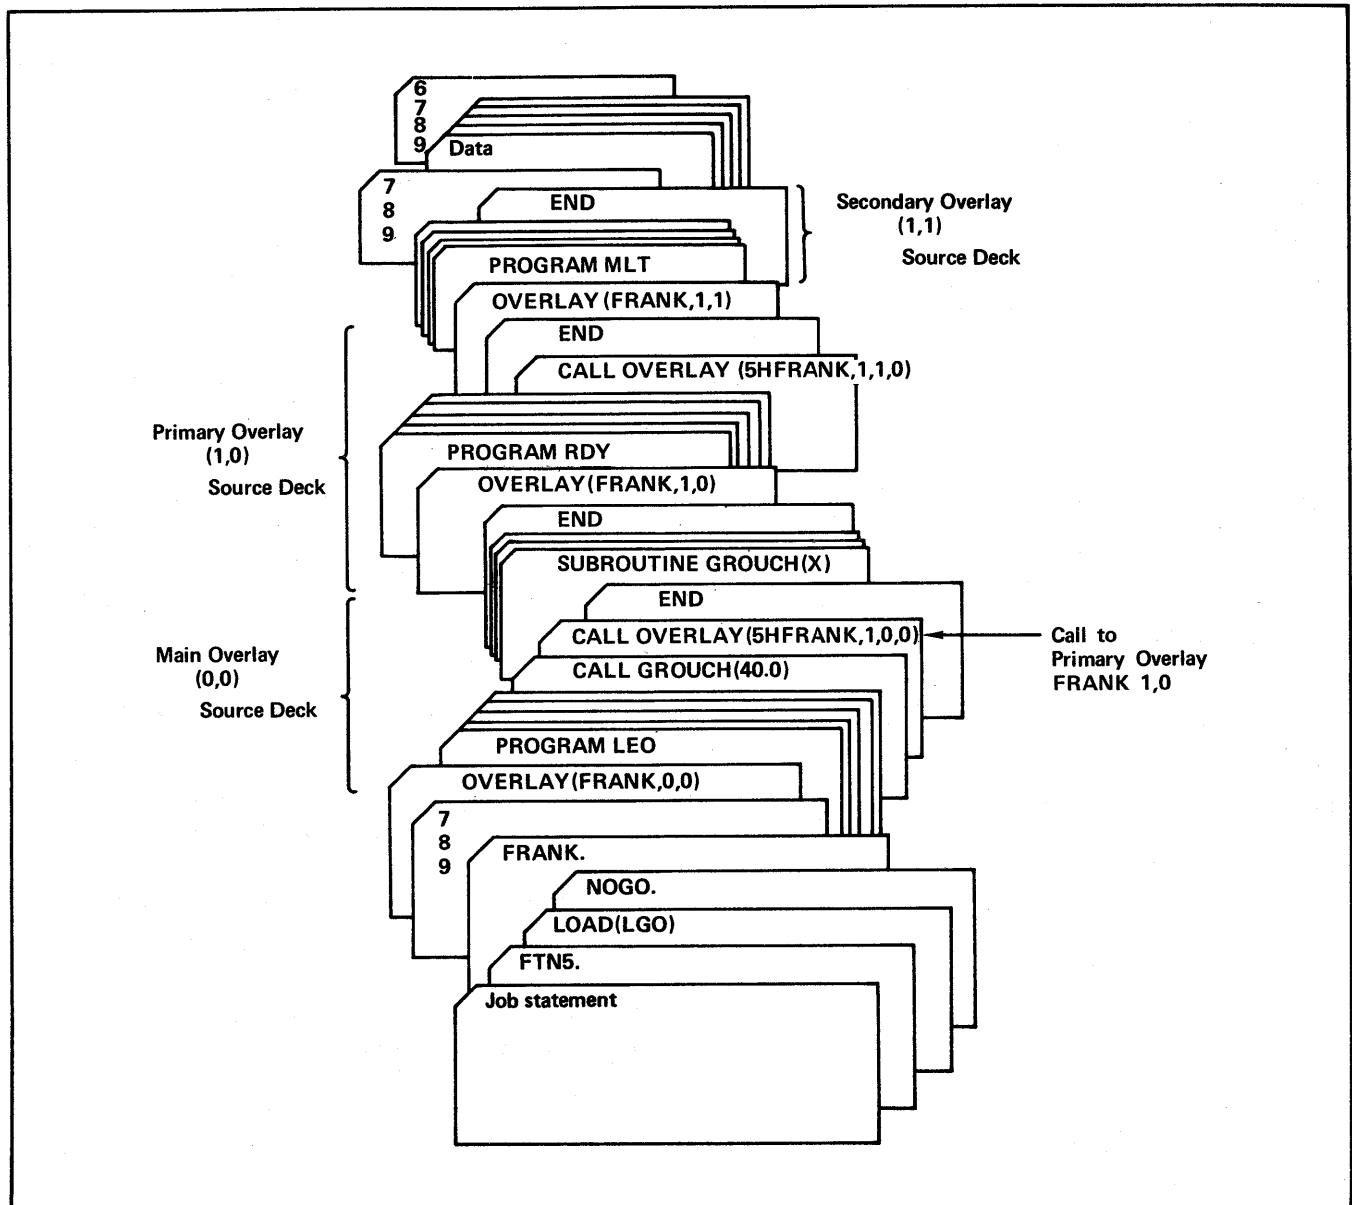 6
7
8
9
Data
7
8
9
END
Secondary Overlay
(1,1)
Source Deck
PROGRAM MLT
OVERLAY(FRANK,1,1)
END
CALL OVERLAY (5HFRANK,1,1,0)
Primary Overlay
(1,0)
Source Deck
PROGRAM RDY
OVERLAY(FRANK,1,0)
END
SUBROUTINE GROUCH(X)
END
CALL OVERLAY(5HFRANK,1,0,0)
Call to
Primary Overlay
FRANK 1,0
Main Overlay
(0,0)
Source Deck
CALL GROUCH(40.0)
PROGRAM LEO
OVERLAY(FRANK,0,0)
7
8
9
FRANK.
NOGO.
LOAD(LGO)
FTN5.
Job statement